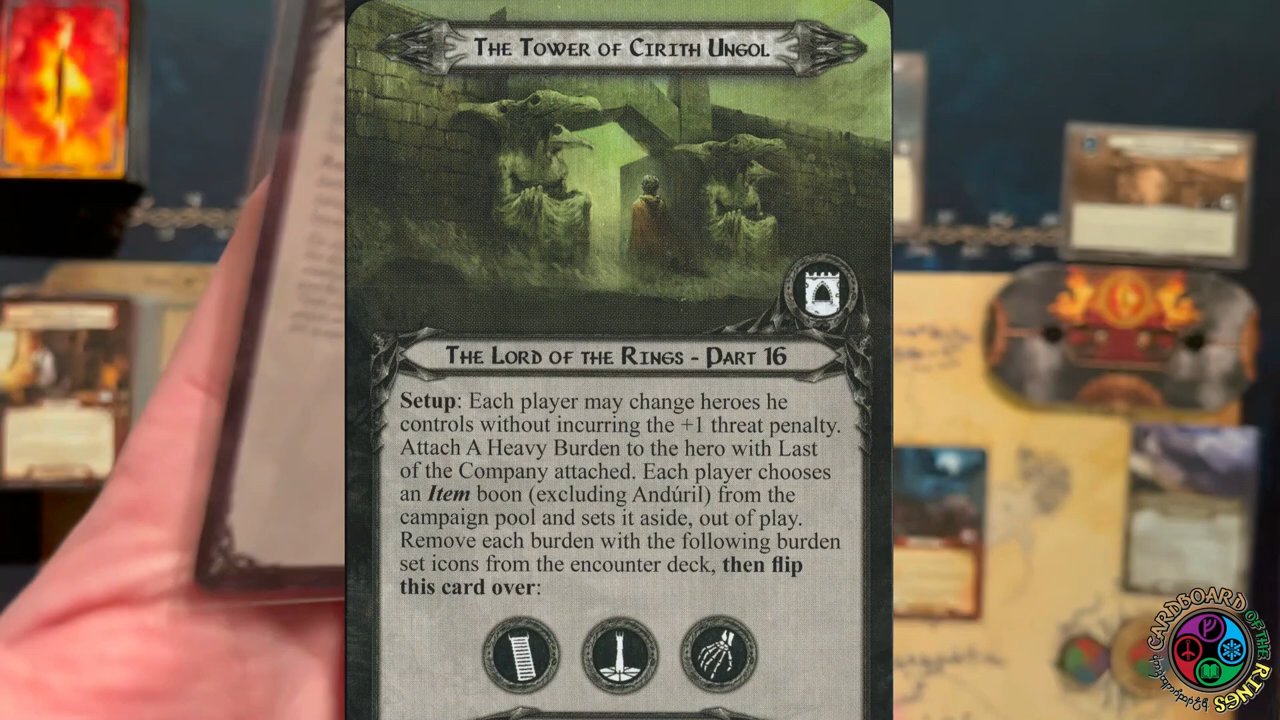 The Tower of Cirith Ungol
The Lord of the Rings - Part 16
Setup: Each player may change heroes he
controls without incurring the +1 threat penalty.
Attach A Heavy Burden to the hero with Last
of the Company attached. Each player chooses
an Item boon (excluding Andúril) from the
campaign pool and sets it aside, out of play.
Remove each burden with the following burden
set icons from the encounter deck, then flip
this card over:
CARDBOARD OF THE RINGS